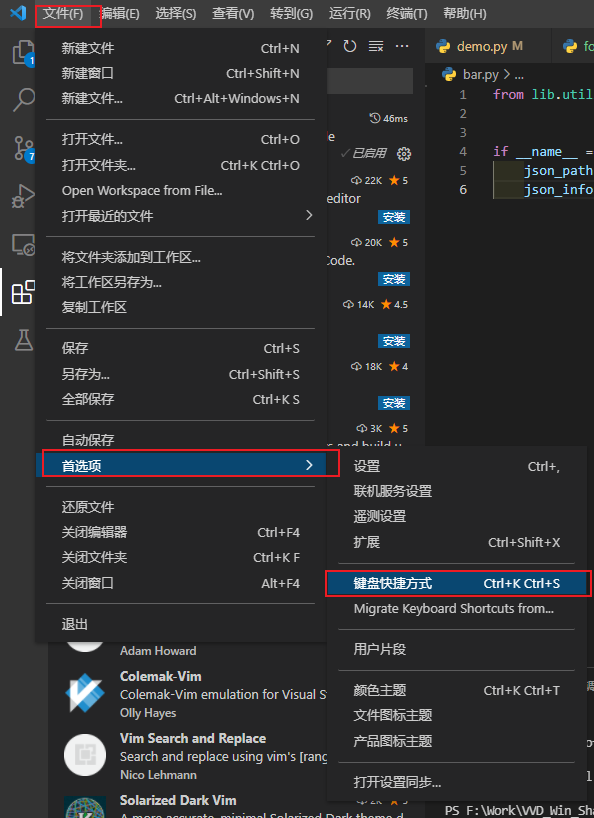 文件(F) 编辑(E) 选择(S) 查看(V) 转到(G) 运行(R) 终端(T) 帮助(H)
新建文件 Ctrl+N
新建窗口 Ctrl+Shift+N
新建文件... Ctrl+Alt+Windows+N
打开文件... Ctrl+O
打开文件夹... Ctrl+K Ctrl+O
Open Workspace from File...
打开最近的文件
将文件夹添加到工作区...
将工作区另存为...
复制工作区
保存 Ctrl+S
另存为... Ctrl+Shift+S
全部保存 Ctrl+K S
自动保存
首选项
还原文件
关闭编辑器 Ctrl+F4
关闭文件夹 Ctrl+K F
关闭窗口 Alt+F4
退出
1
7
46ms
已启用
22K 5
editor
安装
20K 5
Code.
安装
14K 4.5
安装
18K 4
安装
3K 5
and build
demo.py M
bar.py > ...
1 from lib.util
2
3
4 if __name__ =
5 json_path
6 json_info
设置 Ctrl+,
联机服务设置
遥测设置
扩展 Ctrl+Shift+X
键盘快捷方式 Ctrl+K Ctrl+S
Migrate Keyboard Shortcuts from...
用户片段
颜色主题 Ctrl+K Ctrl+T
文件图标主题
产品图标主题
打开设置同步...
Adam Howard
Colemak-Vim
Colemak-Vim emulation for Visual S
Olly Hayes
Vim Search and Replace
Search and replace using vim's [rang
Nico Lehmann
Solarized Dark Vim
2K 5
A more accurate, minimal Solarized Dark theme d
PS F:\Work\VVD_Win_Sha